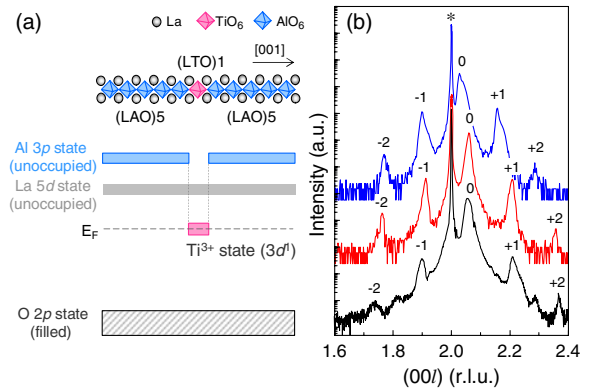 (a)
La TiO6 AlO6
(LTO)1 [001]
(LAO)5 (LAO)5
Al 3p state
(unoccupied)
La 5d state
(unoccupied)
EF
Ti3+ state (3d1)
O 2p state
(filled)
(b)
*
0
-1 +1
-2 +2
0
-1 +1
-2 +2
0
-1 +1
-2 +2
Intensity (a.u.)
1.6 1.8 2.0 2.2 2.4
(00l) (r.l.u.)